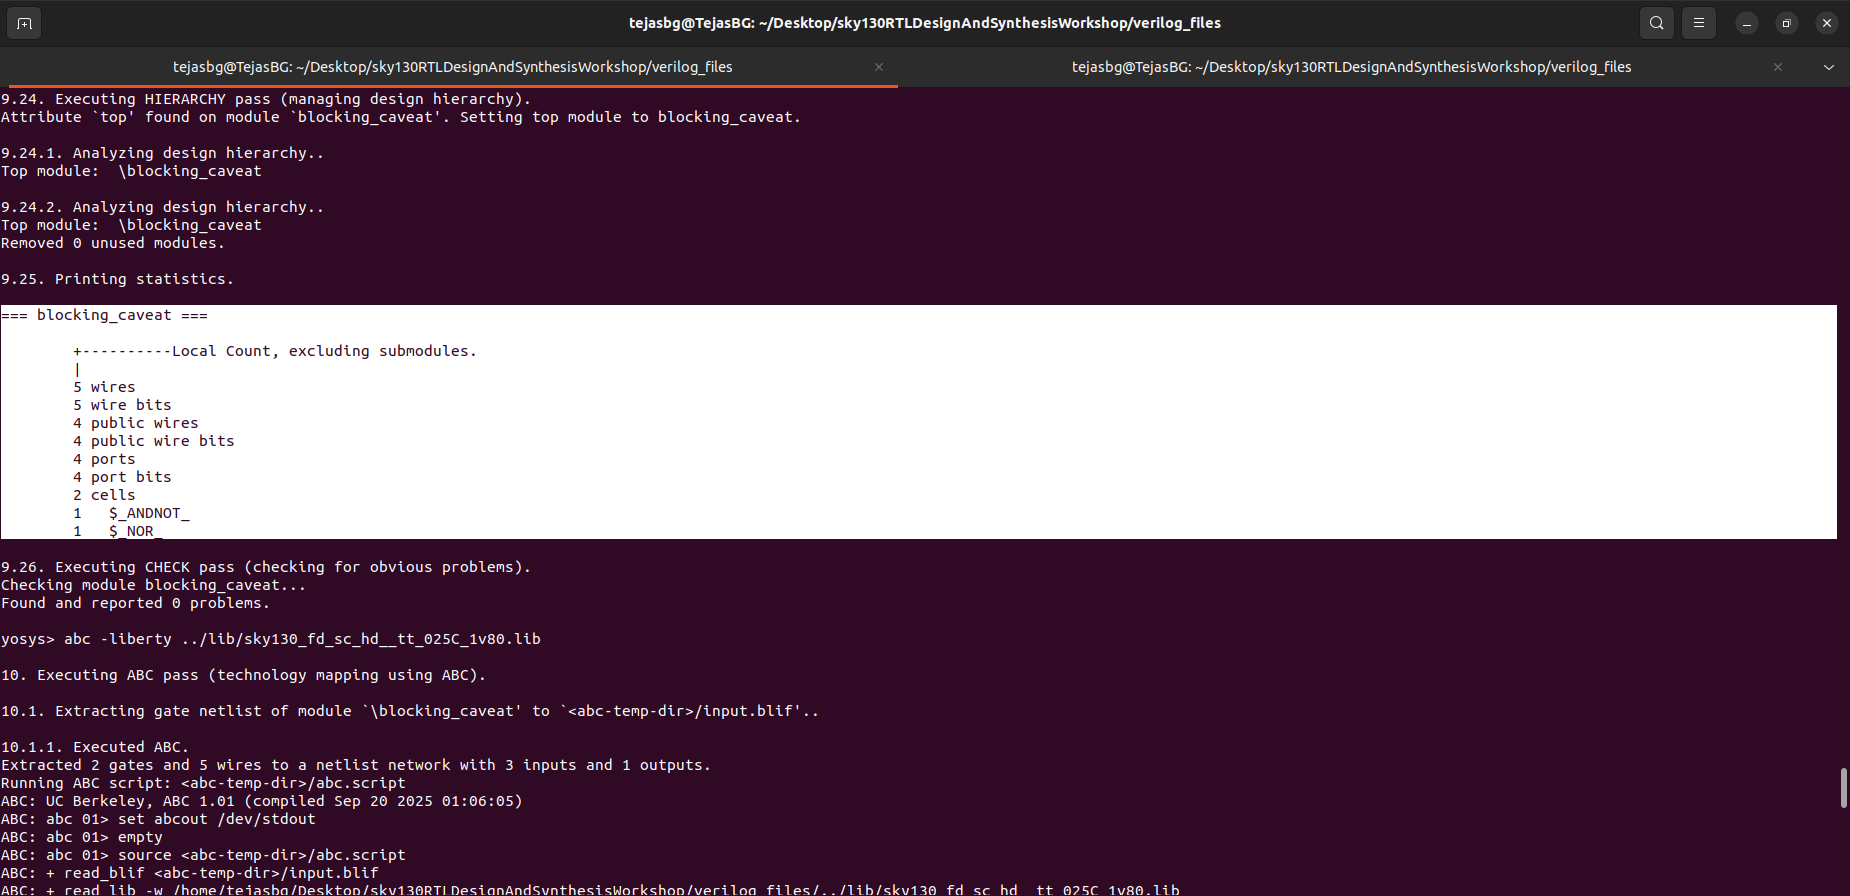 tejasbg@TejasBG: ~/Desktop/sky130RTLDesignAndSynthesisWorkshop/verilog_files
tejasbg@TejasBG: ~/Desktop/sky130RTLDesignAndSynthesisWorkshop/verilog_files
tejasbg@TejasBG: ~/Desktop/sky130RTLDesignAndSynthesisWorkshop/verilog_files
9.24. Executing HIERARCHY pass (managing design hierarchy).
Attribute `top' found on module `blocking_caveat'. Setting top module to blocking_caveat.
9.24.1. Analyzing design hierarchy..
Top module:  \blocking_caveat
9.24.2. Analyzing design hierarchy..
Top module:  \blocking_caveat
Removed 0 unused modules.
9.25. Printing statistics.
=== blocking_caveat ===
        +----------Local Count, excluding submodules.
        |
        5 wires
        5 wire bits
        4 public wires
        4 public wire bits
        4 ports
        4 port bits
        2 cells
        1   $_ANDNOT_
        1   $_NOR_
9.26. Executing CHECK pass (checking for obvious problems).
Checking module blocking_caveat...
Found and reported 0 problems.
yosys> abc -liberty ../lib/sky130_fd_sc_hd__tt_025C_1v80.lib
10. Executing ABC pass (technology mapping using ABC).
10.1. Extracting gate netlist of module `\blocking_caveat' to `<abc-temp-dir>/input.blif'..
10.1.1. Executed ABC.
Extracted 2 gates and 5 wires to a netlist network with 3 inputs and 1 outputs.
Running ABC script: <abc-temp-dir>/abc.script
ABC: UC Berkeley, ABC 1.01 (compiled Sep 20 2025 01:06:05)
ABC: abc 01> set abcout /dev/stdout
ABC: abc 01> empty
ABC: abc 01> source <abc-temp-dir>/abc.script
ABC: + read_blif <abc-temp-dir>/input.blif
ABC: + read_lib -w /home/tejasbg/Desktop/sky130RTLDesignAndSynthesisWorkshop/verilog_files/../lib/sky130_fd_sc_hd__tt_025C_1v80.lib